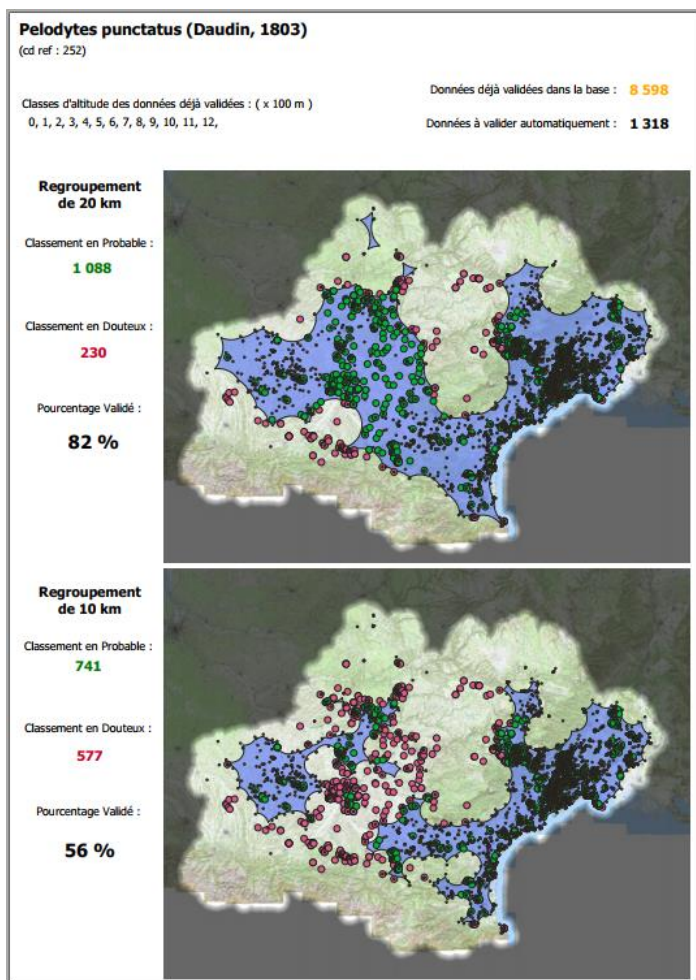 Pelodytes punctatus (Daudin, 1803)
(cd ref : 252)
Données déjà validées dans la base : 8 598
Classes d'altitude des données déjà validées : ( x 100 m )
0, 1, 2, 3, 4, 5, 6, 7, 8, 9, 10, 11, 12,
Données à valider automatiquement : 1 318
Regroupement
de 20 km
Classement en Probable :
1 088
Classement en Douteux :
230
Pourcentage Validé :
82 %
Regroupement
de 10 km
Classement en Probable :
741
Classement en Douteux :
577
Pourcentage Validé :
56 %